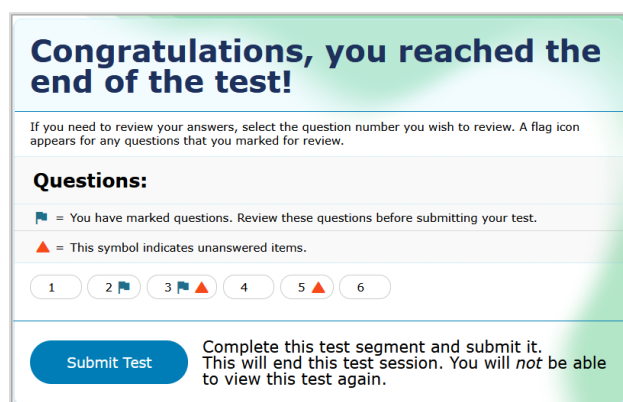 Congratulations, you reached the
end of the test!
If you need to review your answers, select the question number you wish to review. A flag icon
appears for any questions that you marked for review.
Questions:
= You have marked questions. Review these questions before submitting your test.
= This symbol indicates unanswered items.
1 2 3 4 5 6
Submit Test
Complete this test segment and submit it.
This will end this test session. You will not be able
to view this test again.